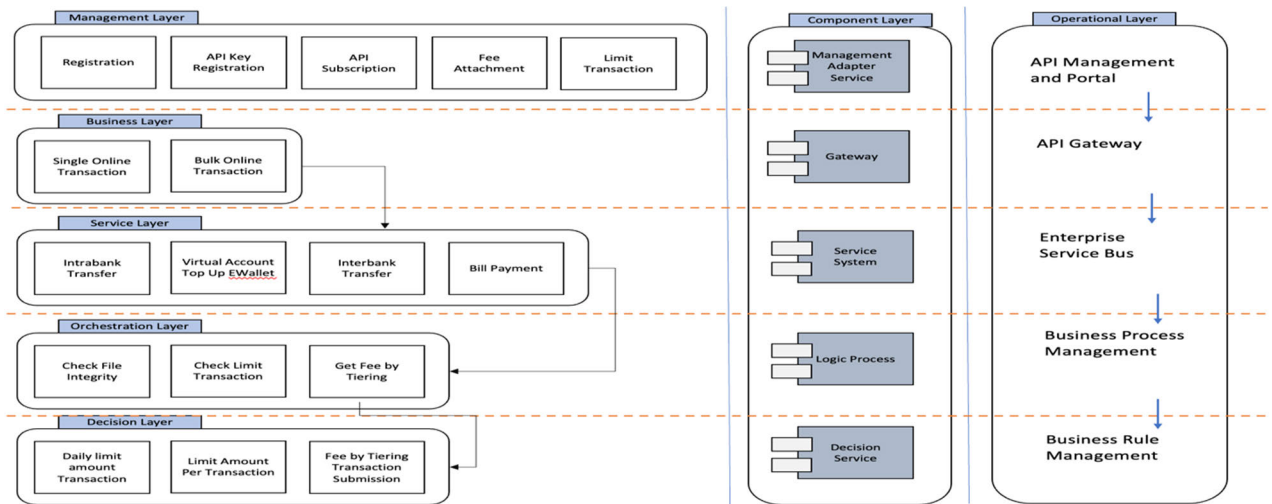 Management Layer
Registration
API Key
Registration
API
Subscription
Fee
Attachment
Limit
Transaction
Business Layer
Single Online
Transaction
Bulk Online
Transaction
Service Layer
Intrabank
Transfer
Virtual Account
Top Up EWallet
Interbank
Transfer
Bill Payment
Orchestration Layer
Check File
Integrity
Check Limit
Transaction
Get Fee by
Tiering
Decision Layer
Daily limit
amount
Transaction
Limit Amount
Per Transaction
Fee by Tiering
Transaction
Submission
Component Layer
Management
Adapter
Service
Gateway
Service
System
Logic Process
Decision
Service
Operational Layer
API Management
and Portal
API Gateway
Enterprise
Service Bus
Business Process
Management
Business Rule
Management